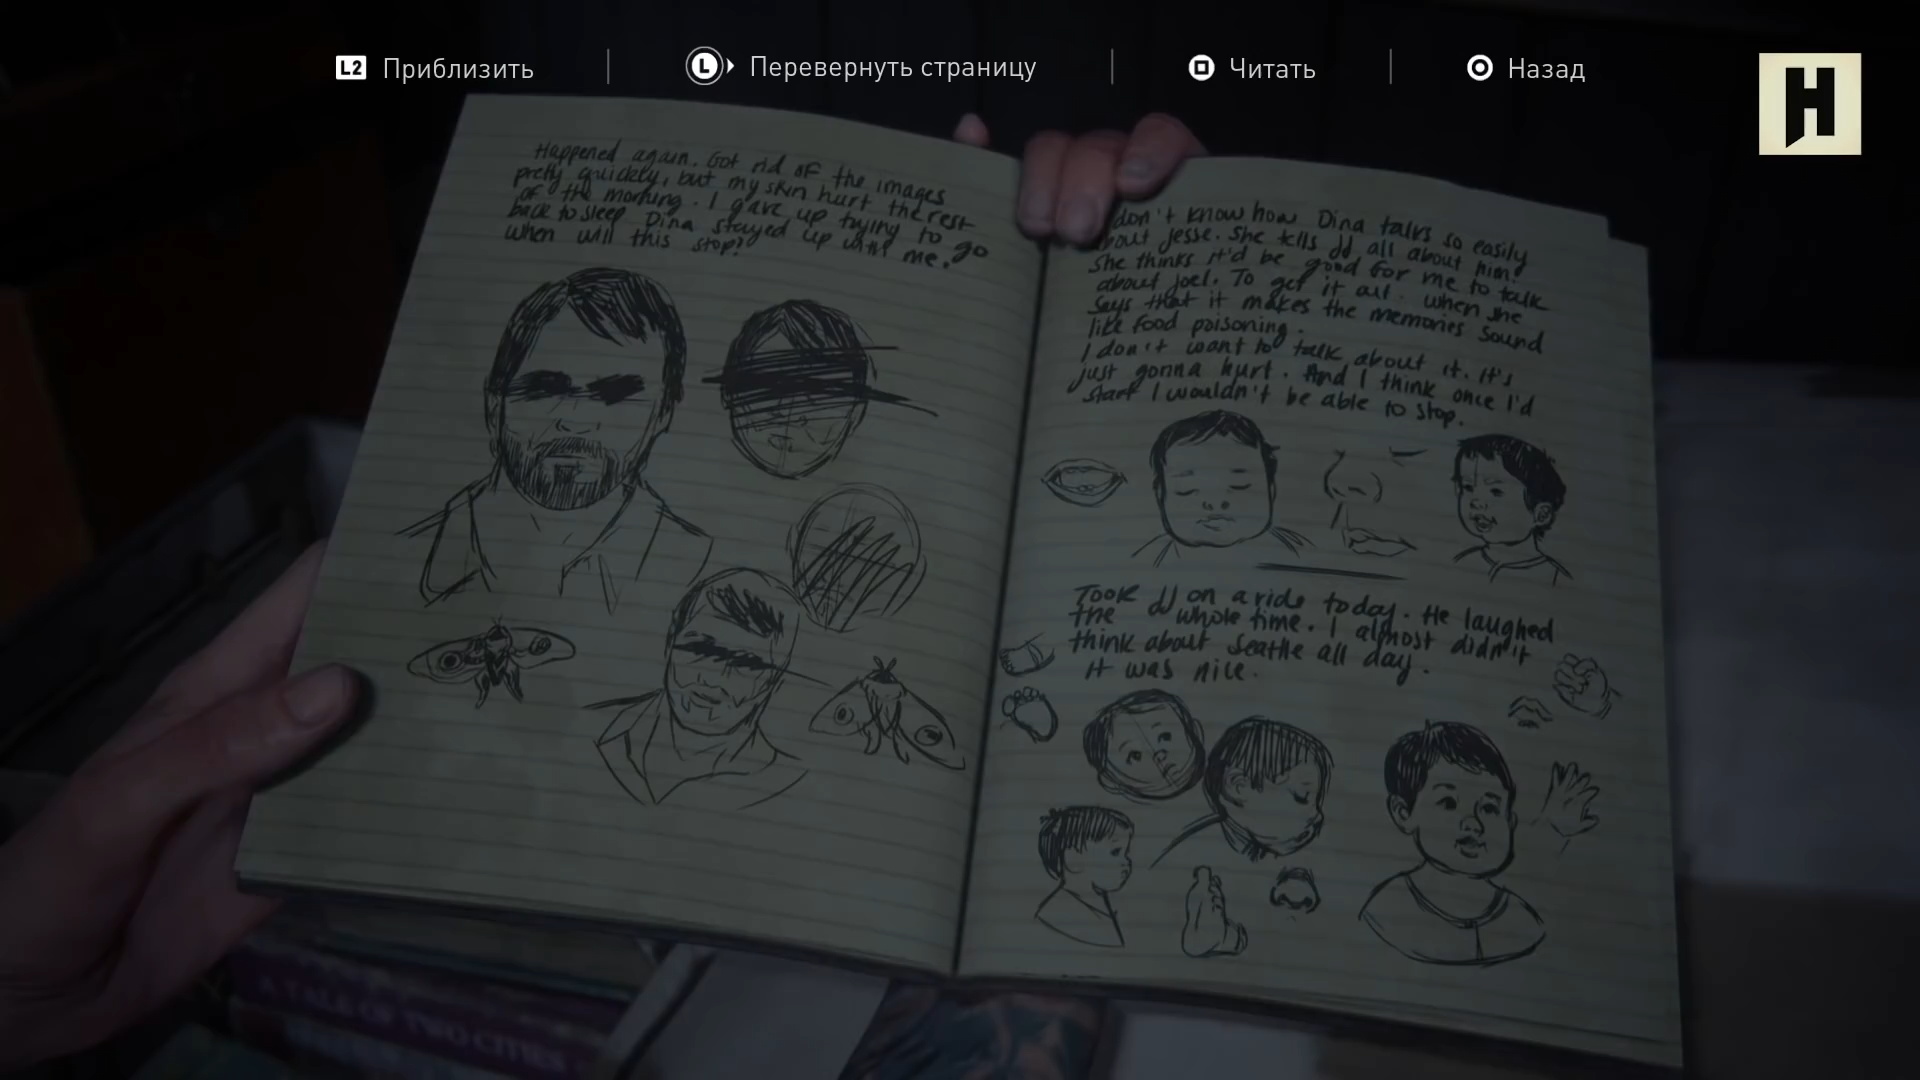 L2 Приблизить
L Перевернуть страницу
Читать
Назад
H
Happened again. Got rid of the images
pretty quickly, but my skin hurt the rest
of the morning. I gave up trying to go
back to sleep. Dina stayed up with me.
When will this stop?
don't know how Dina talks so easily
about Jesse. She tells JJ all about him.
She thinks it'd be good for me to talk
about Joel. To get it out. When she
says that it makes the memories sound
like food poisoning.
I don't want to talk about it. It's
just gonna hurt. And I think once I'd
start I wouldn't be able to stop.
Took JJ on a ride today. He laughed
the whole time. I almost didn't
think about Seattle all day.
It was nice.
A TALE OF TWO CITIES